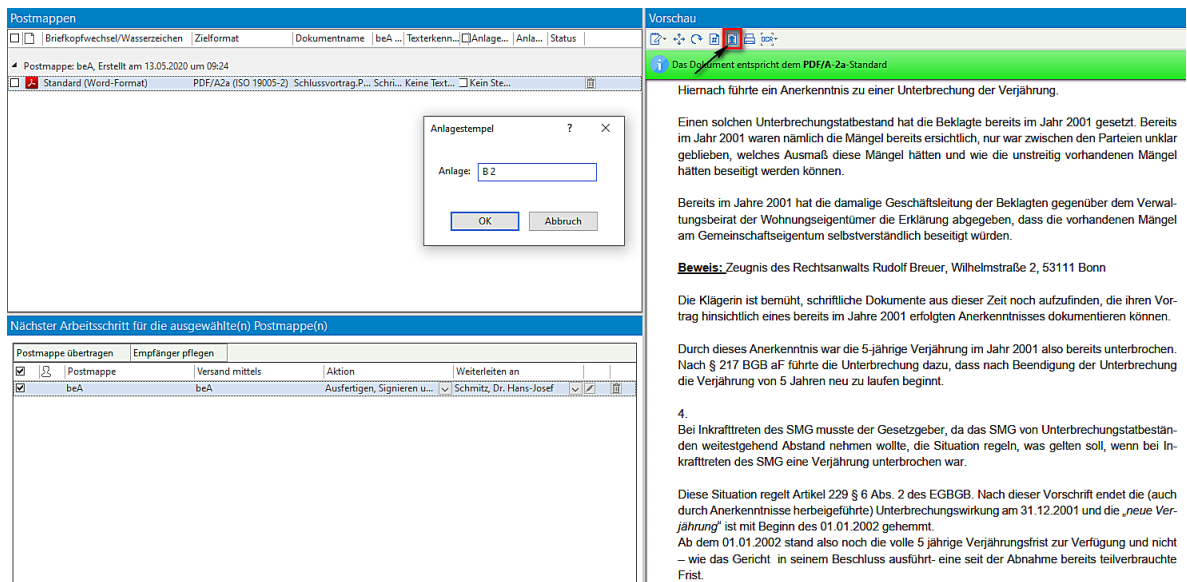 Postmappen
Briefkopfwechsel/Wasserzeichen Zielformat Dokumentname beA ... Texterkenn... Anlage... Anla... Status
Postmappe: beA, Erstellt am 13.05.2020 um 09:24
Standard (Word-Format) PDF/A2a (ISO 19005-2) Schlussvortrag.P... Schri... Keine Text... Kein Ste...
Anlagestempel ? ×
Anlage: B 2
OK Abbruch
Nächster Arbeitsschritt für die ausgewählte(n) Postmappe(n)
Postmappe übertragen Empfänger pflegen
Postmappe Versand mittels Aktion Weiterleiten an
beA beA Ausfertigen, Signieren u... Schmitz, Dr. Hans-Josef
Vorschau
OCR
Das Dokument entspricht dem PDF/A-2a-Standard
Hiernach führte ein Anerkenntnis zu einer Unterbrechung der Verjährung.
Einen solchen Unterbrechungstatbestand hat die Beklagte bereits im Jahr 2001 gesetzt. Bereits
im Jahr 2001 waren nämlich die Mängel bereits ersichtlich, nur war zwischen den Parteien unklar
geblieben, welches Ausmaß diese Mängel hätten und wie die unstreitig vorhandenen Mängel
hätten beseitigt werden können.
Bereits im Jahre 2001 hat die damalige Geschäftsleitung der Beklagten gegenüber dem Verwal-
tungsbeirat der Wohnungseigentümer die Erklärung abgegeben, dass die vorhandenen Mängel
am Gemeinschaftseigentum selbstverständlich beseitigt würden.
Beweis: Zeugnis des Rechtsanwalts Rudolf Breuer, Wilhelmstraße 2, 53111 Bonn
Die Klägerin ist bemüht, schriftliche Dokumente aus dieser Zeit noch aufzufinden, die ihren Vor-
trag hinsichtlich eines bereits im Jahre 2001 erfolgten Anerkenntnisses dokumentieren können.
Durch dieses Anerkenntnis war die 5-jährige Verjährung im Jahr 2001 also bereits unterbrochen.
Nach § 217 BGB aF führte die Unterbrechung dazu, dass nach Beendigung der Unterbrechung
die Verjährung von 5 Jahren neu zu laufen beginnt.
4.
Bei Inkrafttreten des SMG musste der Gesetzgeber, da das SMG von Unterbrechungstatbestän-
den weitestgehend Abstand nehmen wollte, die Situation regeln, was gelten soll, wenn bei In-
krafttreten des SMG eine Verjährung unterbrochen war.
Diese Situation regelt Artikel 229 § 6 Abs. 2 des EGBGB. Nach dieser Vorschrift endet die (auch
durch Anerkenntnisse herbeigeführte) Unterbrechungswirkung am 31.12.2001 und die „neue Ver-
jährung" ist mit Beginn des 01.01.2002 gehemmt.
Ab dem 01.01.2002 stand also noch die volle 5 jährige Verjährungsfrist zur Verfügung und nicht
– wie das Gericht in seinem Beschluss ausführt- eine seit der Abnahme bereits teilverbrauchte
Frist.